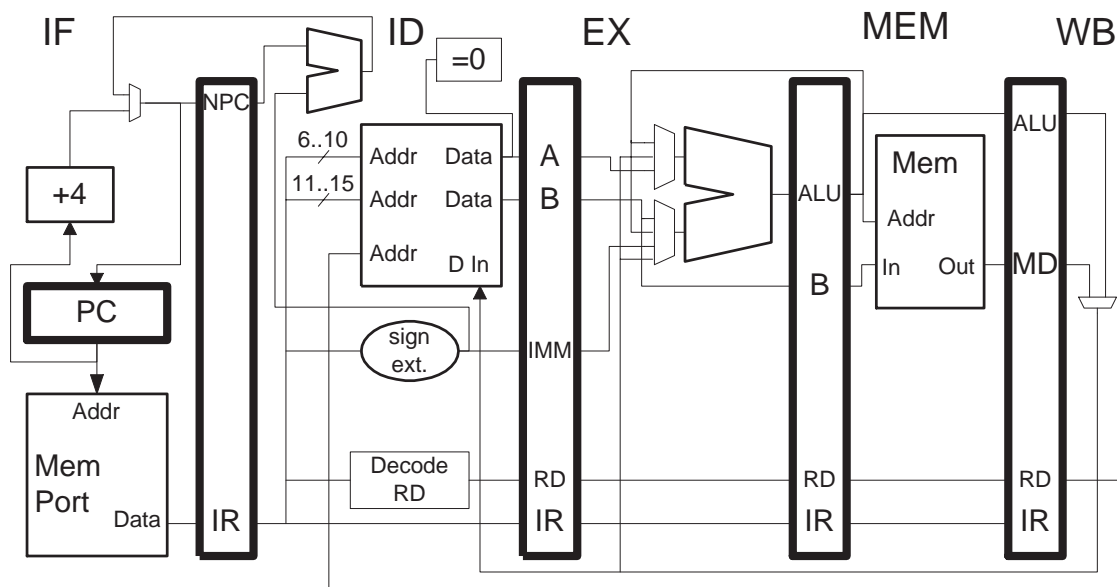 IF
ID
EX
MEM
WB
=0
NPC
6..10
11..15
Addr
Data
Addr
Data
Addr
D In
A
B
+4
PC
Addr
Mem
Port
Data
IR
sign
ext.
IMM
Decode
RD
RD
IR
ALU
B
RD
IR
Mem
Addr
In
Out
ALU
MD
RD
IR